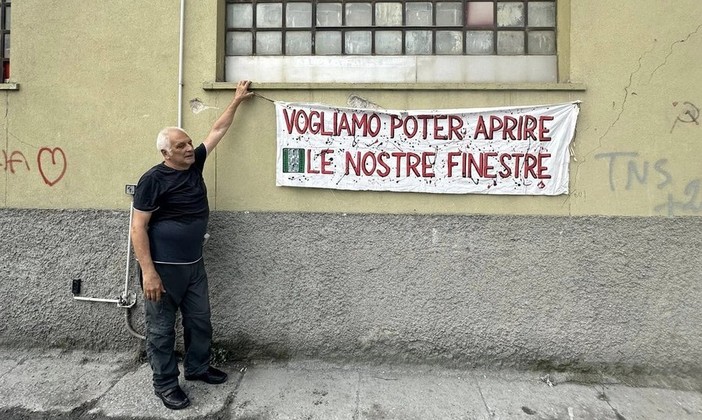 VOGLIAMO POTER APRIRE
LE NOSTRE FINESTRE
TNS